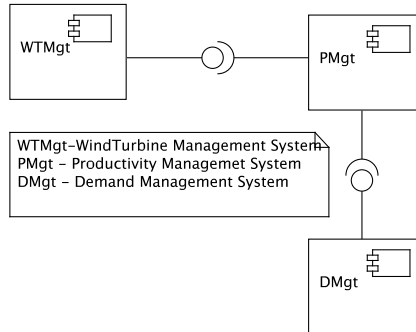 WTMgt
PMgt
WTMgt-WindTurbine Management System
PMgt - Productivity Managemet System
DMgt - Demand Management System
DMgt